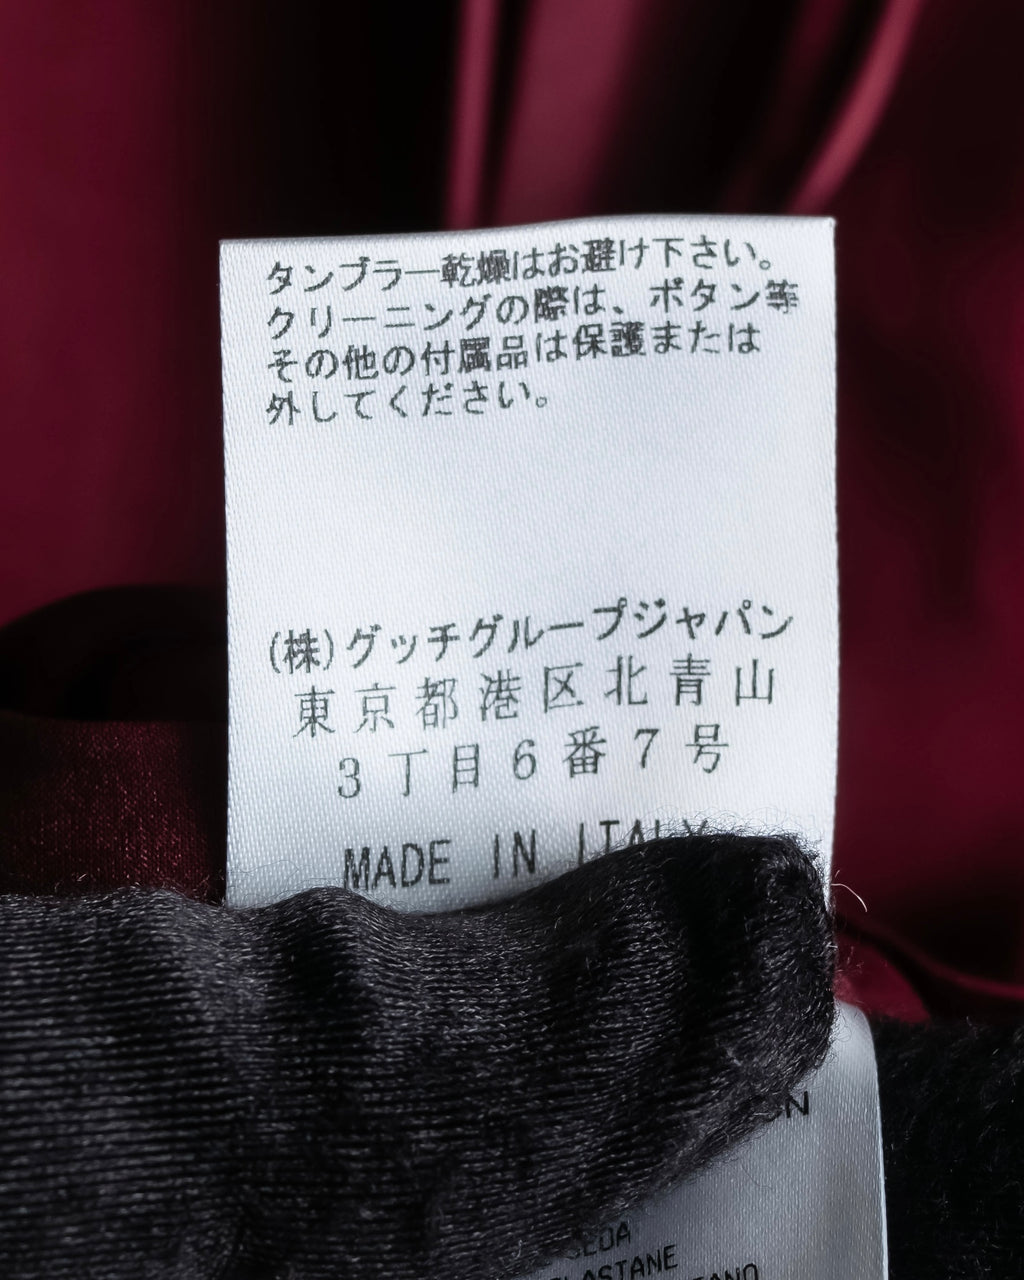 タンブラー乾燥はお避け下さい。
クリーニングの際は、ボタン等
その他の付属品は保護または
外してください。
(株)グッチグループジャパン
東京都港区北青山
3丁目6番7号
MADE IN ITALY